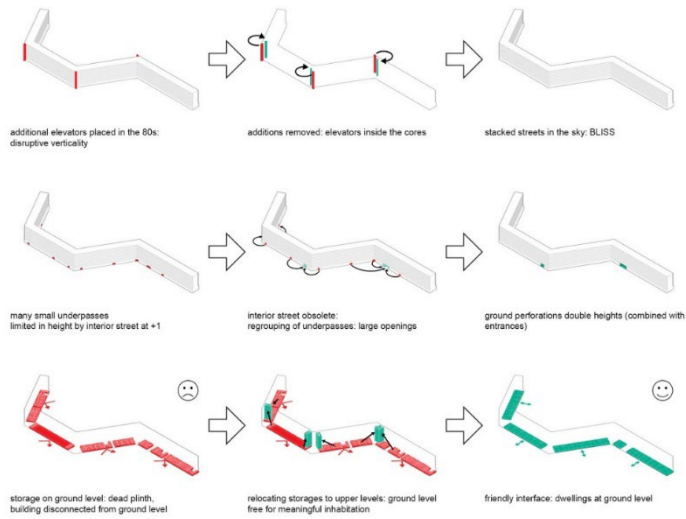 additional elevators placed in the 80s:
disruptive verticality
additions removed: elevators inside the cores
stacked streets in the sky: BLISS
many small underpasses
limited in height by interior street at +1
interior street obsolete:
regrouping of underpasses: large openings
ground perforations double heights (combined with
entrances)
storage on ground level: dead plinth,
building disconnected from ground level
relocating storages to upper levels: ground level
free for meaningful inhabitation
friendly interface: dwellings at ground level